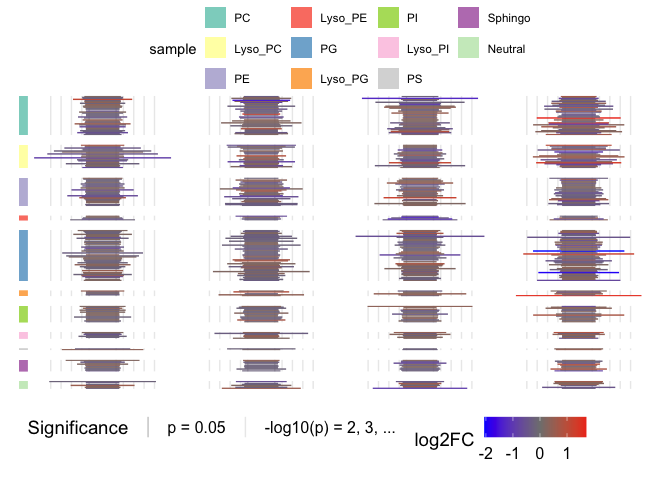 PC Lyso_PE PI Sphingo
sample Lyso_PC PG Lyso_PI Neutral
PE Lyso_PG PS
Significance p = 0.05 -log10(p) = 2, 3, ... log2FC
-2 -1 0 1